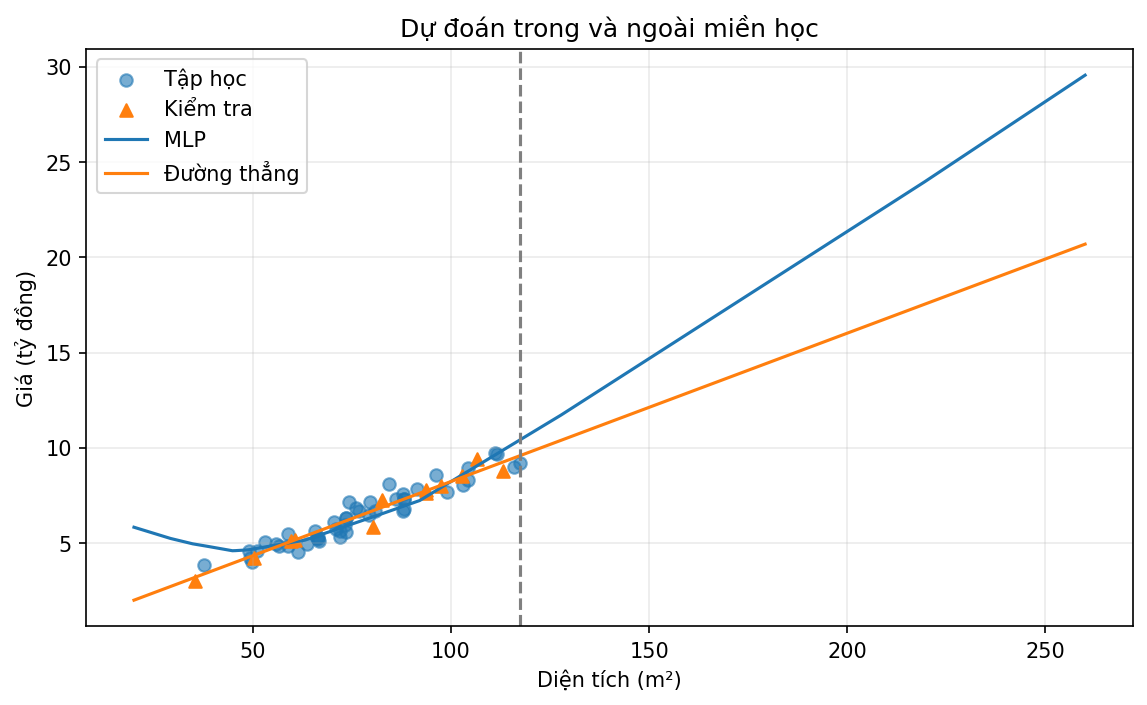 Dự đoán trong và ngoài miền học
Tập học
Kiểm tra
MLP
Đường thẳng
30
25
20
15
10
5
Giá (tỷ đồng)
50
100
150
200
250
Diện tích (m²)